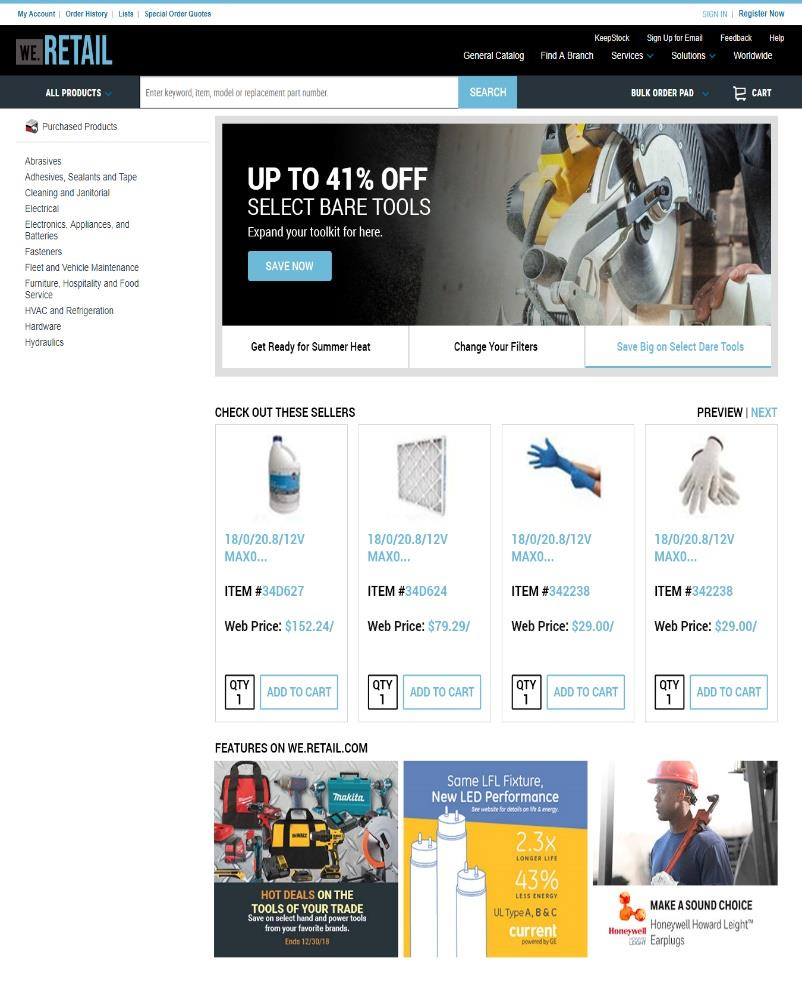 My Account | Order History | Lists | Special Order Quotes
SIGN IN | Register Now
WE.RETAIL
KeepStock Sign Up for Email Feedback Help
General Catalog Find A Branch Services Solutions Worldwide
ALL PRODUCTS
Enter keyword, item, model or replacement part number.
SEARCH
BULK ORDER PAD
CART
Purchased Products
Abrasives
Adhesives, Sealants and Tape
Cleaning and Janitorial
Electrical
Electronics, Appliances, and
Batteries
Fasteners
Fleet and Vehicle Maintenance
Furniture, Hospitality and Food
Service
HVAC and Refrigeration
Hardware
Hydraulics
UP TO 41% OFF
SELECT BARE TOOLS
Expand your toolkit for here.
SAVE NOW
Get Ready for Summer Heat
Change Your Filters
Save Big on Select Dare Tools
CHECK OUT THESE SELLERS
PREVIEW | NEXT
18/0/20.8/12V
MAX0...
ITEM #34D627
Web Price: $152.24/
QTY
1
ADD TO CART
18/0/20.8/12V
MAX0...
ITEM #34D624
Web Price: $79.29/
QTY
1
ADD TO CART
18/0/20.8/12V
MAX0...
ITEM #342238
Web Price: $29.00/
QTY
1
ADD TO CART
18/0/20.8/12V
MAX0...
ITEM #342238
Web Price: $29.00/
QTY
1
ADD TO CART
FEATURES ON WE.RETAIL.COM
Makita
DEWALT
HOT DEALS ON THE
TOOLS OF YOUR TRADE
Save on select hand and power tools
from your favorite brands.
Ends 12/30/18
Same LFL Fixture,
New LED Performance
See website for details on life & energy.
2.3x
LONGER LIFE
43%
LESS ENERGY
UL Type A, B & C
current
powered by GE
Honeywell
HOWARD
LEIGHT
MAKE A SOUND CHOICE
Honeywell Howard Leight™
Earplugs